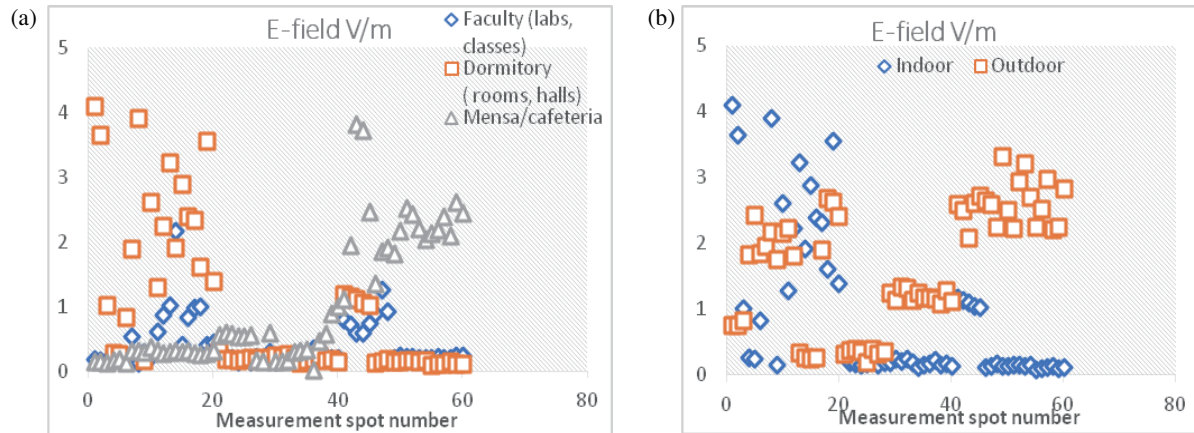 (a)
E-field V/m
Faculty (labs,
classes)
Dormitory
( rooms, halls)
Mensa/cafeteria
5
4
3
2
1
0
0
20
40
60
80
Measurement spot number
(b)
E-field V/m
Indoor
Outdoor
5
4
3
2
1
0
0
20
40
60
80
Measurement spot number